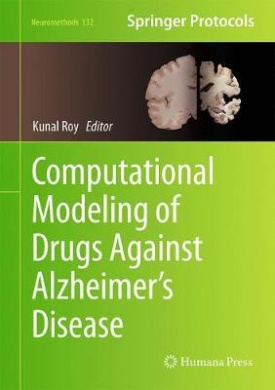 Neuromethods 132
Springer Protocols
Kunal Roy Editor
Computational
Modeling of
Drugs Against
Alzheimer's
Disease
Humana Press